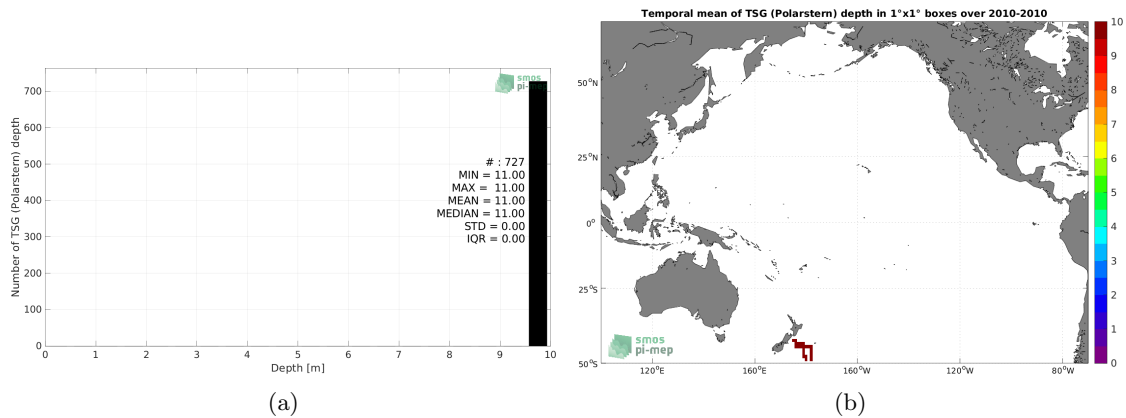 smos
pi-mep
Number of TSG (Polarstern) depth
700
600
500
400
300
200
100
0
# : 727
MIN = 11.00
MAX = 11.00
MEAN = 11.00
MEDIAN = 11.00
STD = 0.00
IQR = 0.00
0 1 2 3 4 5 6 7 8 9 10
Depth [m]
(a)
Temporal mean of TSG (Polarstern) depth in 1°x1° boxes over 2010-2010
50°N
25°N
0°
25°S
50°S
120°E 160°E 160°W 120°W 80°W
smos
pi-mep
10
9
8
7
6
5
4
3
2
1
0
(b)